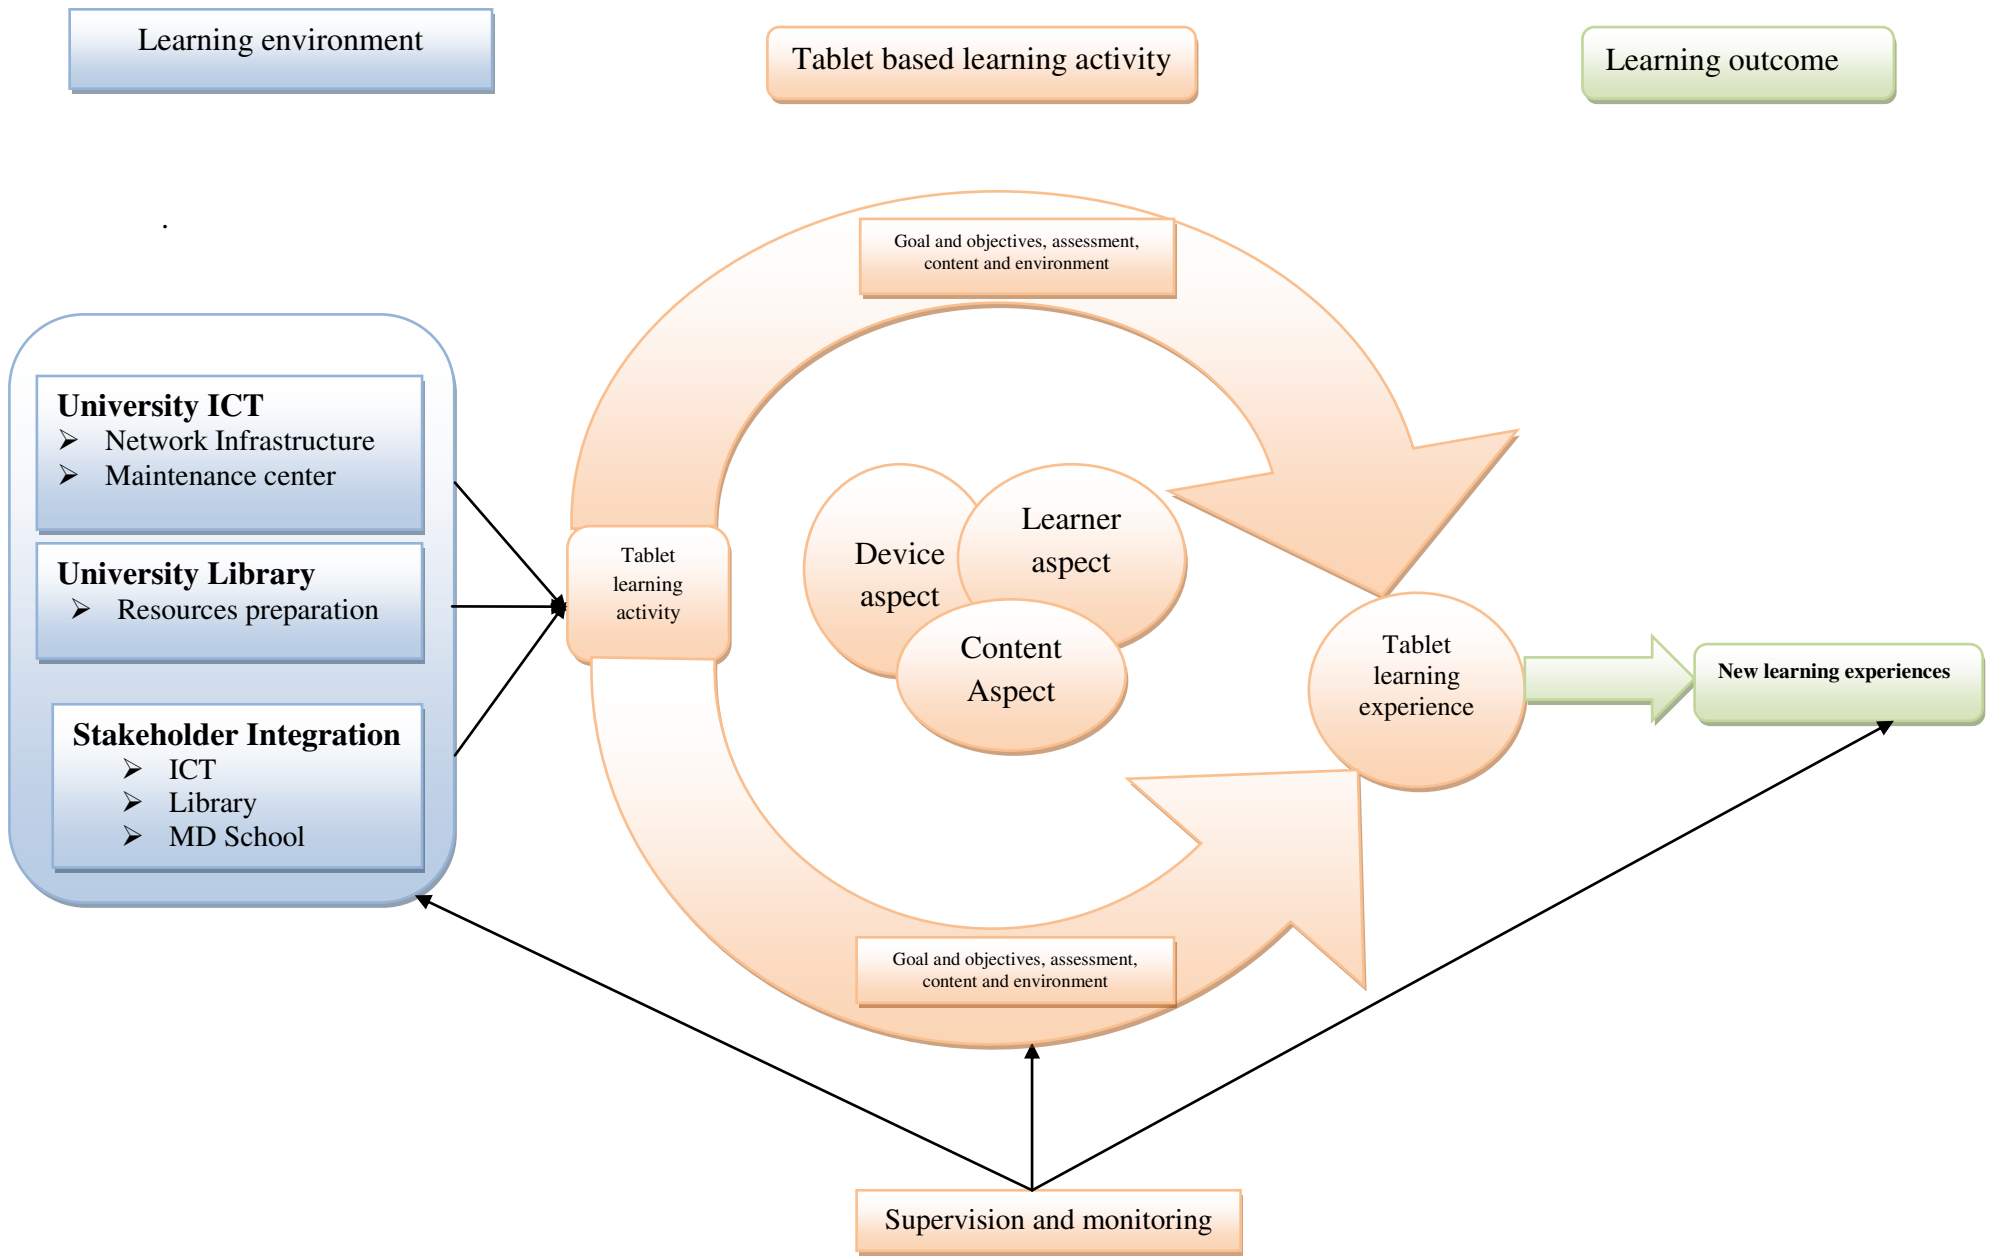 Learning environment
Tablet based learning activity
Learning outcome
.
Goal and objectives, assessment,
content and environment
University ICT
➢ Network Infrastructure
➢ Maintenance center
University Library
➢ Resources preparation
Stakeholder Integration
➢ ICT
➢ Library
➢ MD School
Tablet
learning
activity
Device
aspect
Learner
aspect
Content
Aspect
Tablet
learning
experience
New learning experiences
Goal and objectives, assessment,
content and environment
Supervision and monitoring